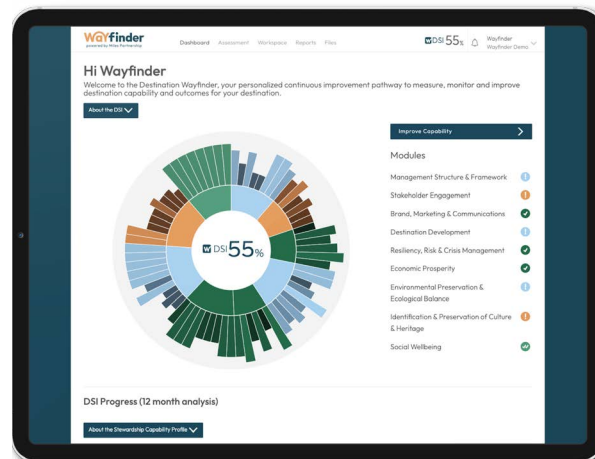 Wayfinder
powered by Miles Partnership
Dashboard Assessment Workspace Reports Files
DSI 55%
Wayfinder
Wayfinder Demo
Hi Wayfinder
Welcome to the Destination Wayfinder, your personalized continuous improvement pathway to measure, monitor and improve
destination capability and outcomes for your destination.
About the DSI
DSI 55%
Improve Capability
Modules
Management Structure & Framework
Stakeholder Engagement
Brand, Marketing & Communications
Destination Development
Resiliency, Risk & Crisis Management
Economic Prosperity
Environmental Preservation &
Ecological Balance
Identification & Preservation of Culture
& Heritage
Social Wellbeing
DSI Progress (12 month analysis)
About the Stewardship Capability Profile